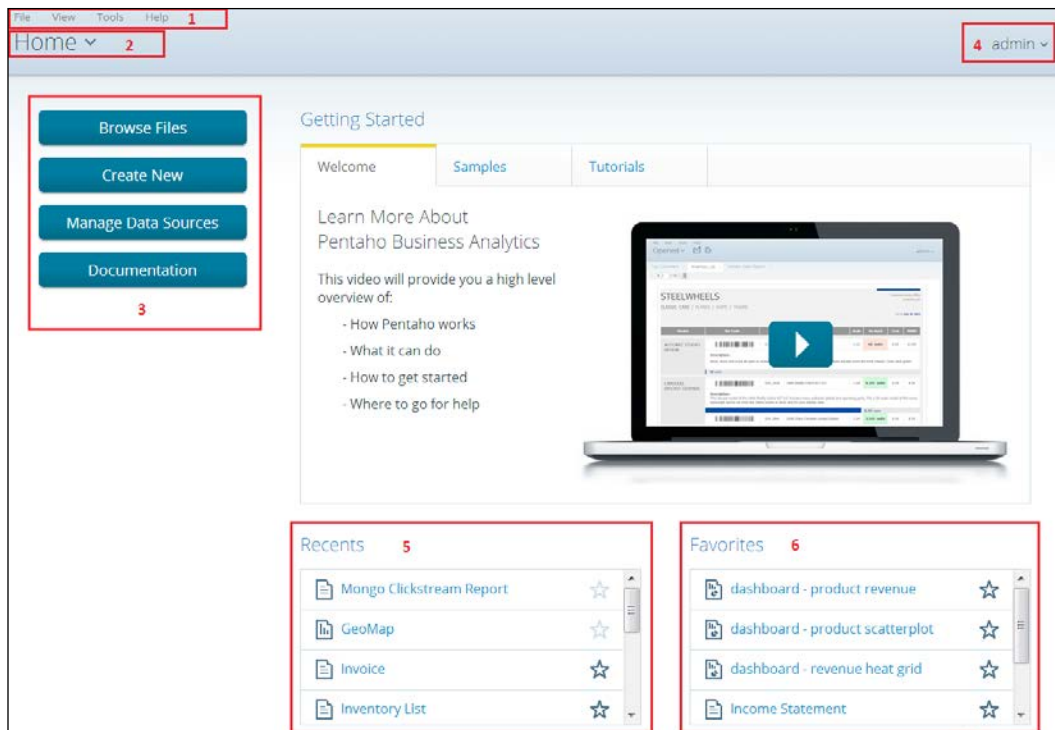 File View Tools Help 1
Home 2
4 admin
Browse Files
Create New
Manage Data Sources
Documentation
3
Getting Started
Welcome Samples Tutorials
Learn More About
Pentaho Business Analytics
This video will provide you a high level
overview of:
- How Pentaho works
- What it can do
- How to get started
- Where to go for help
STEELWHEELS
Recents 5
Mongo Clickstream Report
GeoMap
Invoice
Inventory List
Favorites 6
dashboard - product revenue
dashboard - product scatterplot
dashboard - revenue heat grid
Income Statement